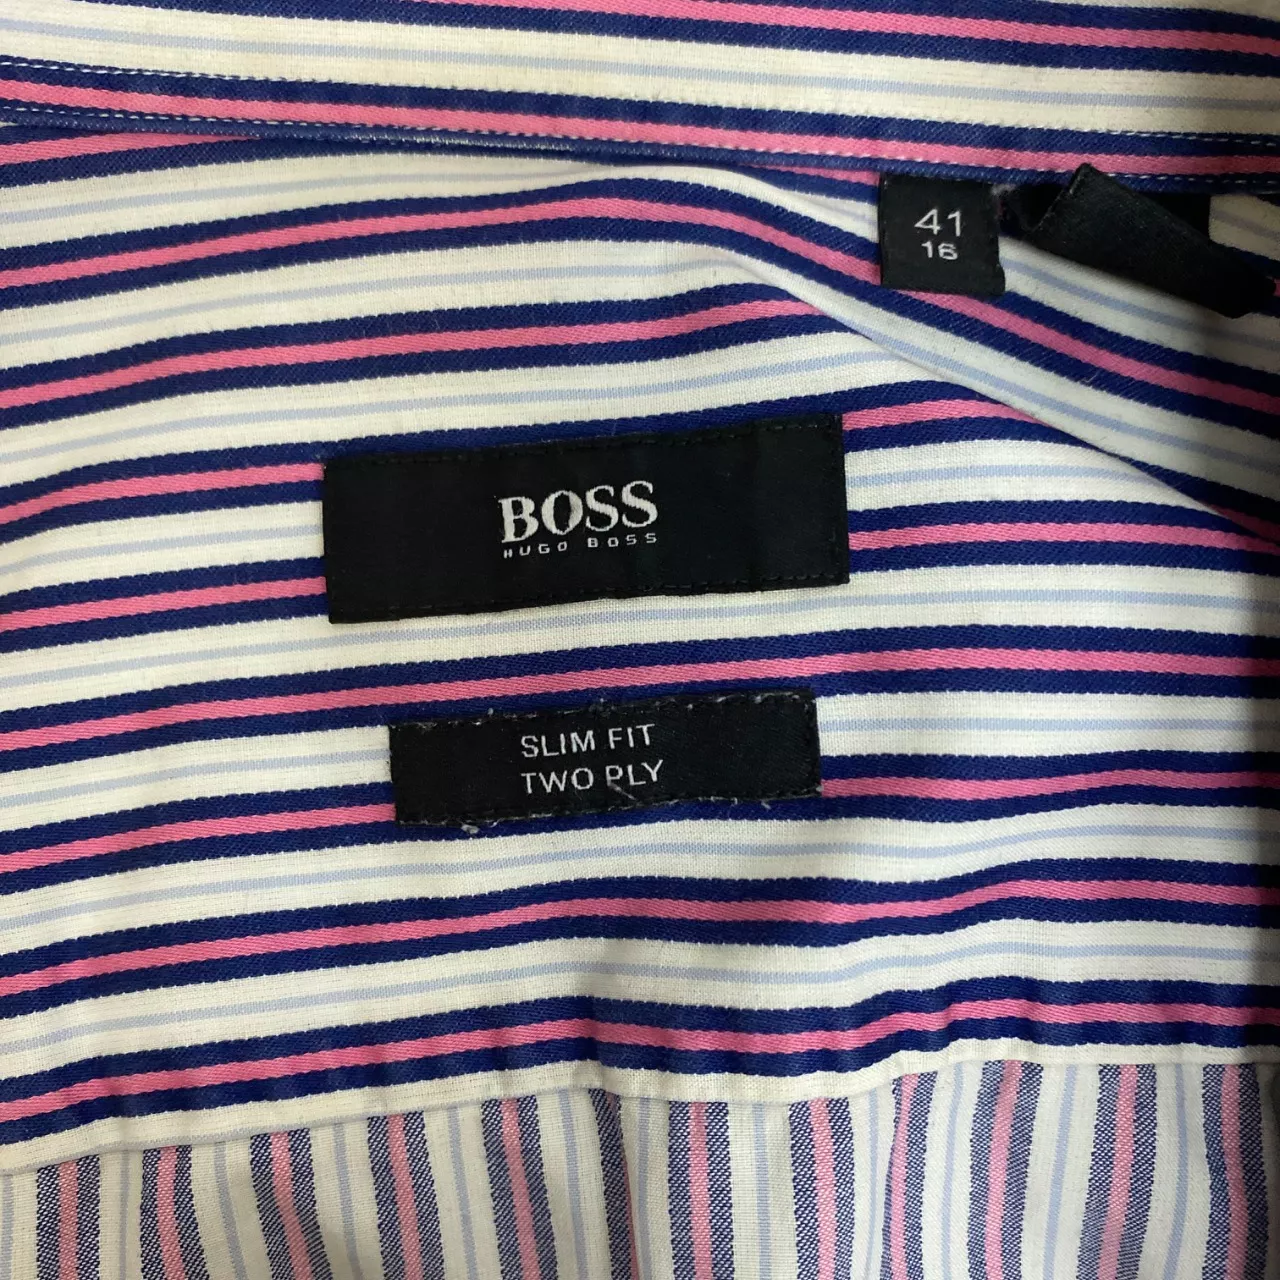 41
16
BOSS
HUGO BOSS
SLIM FIT
TWO PLY